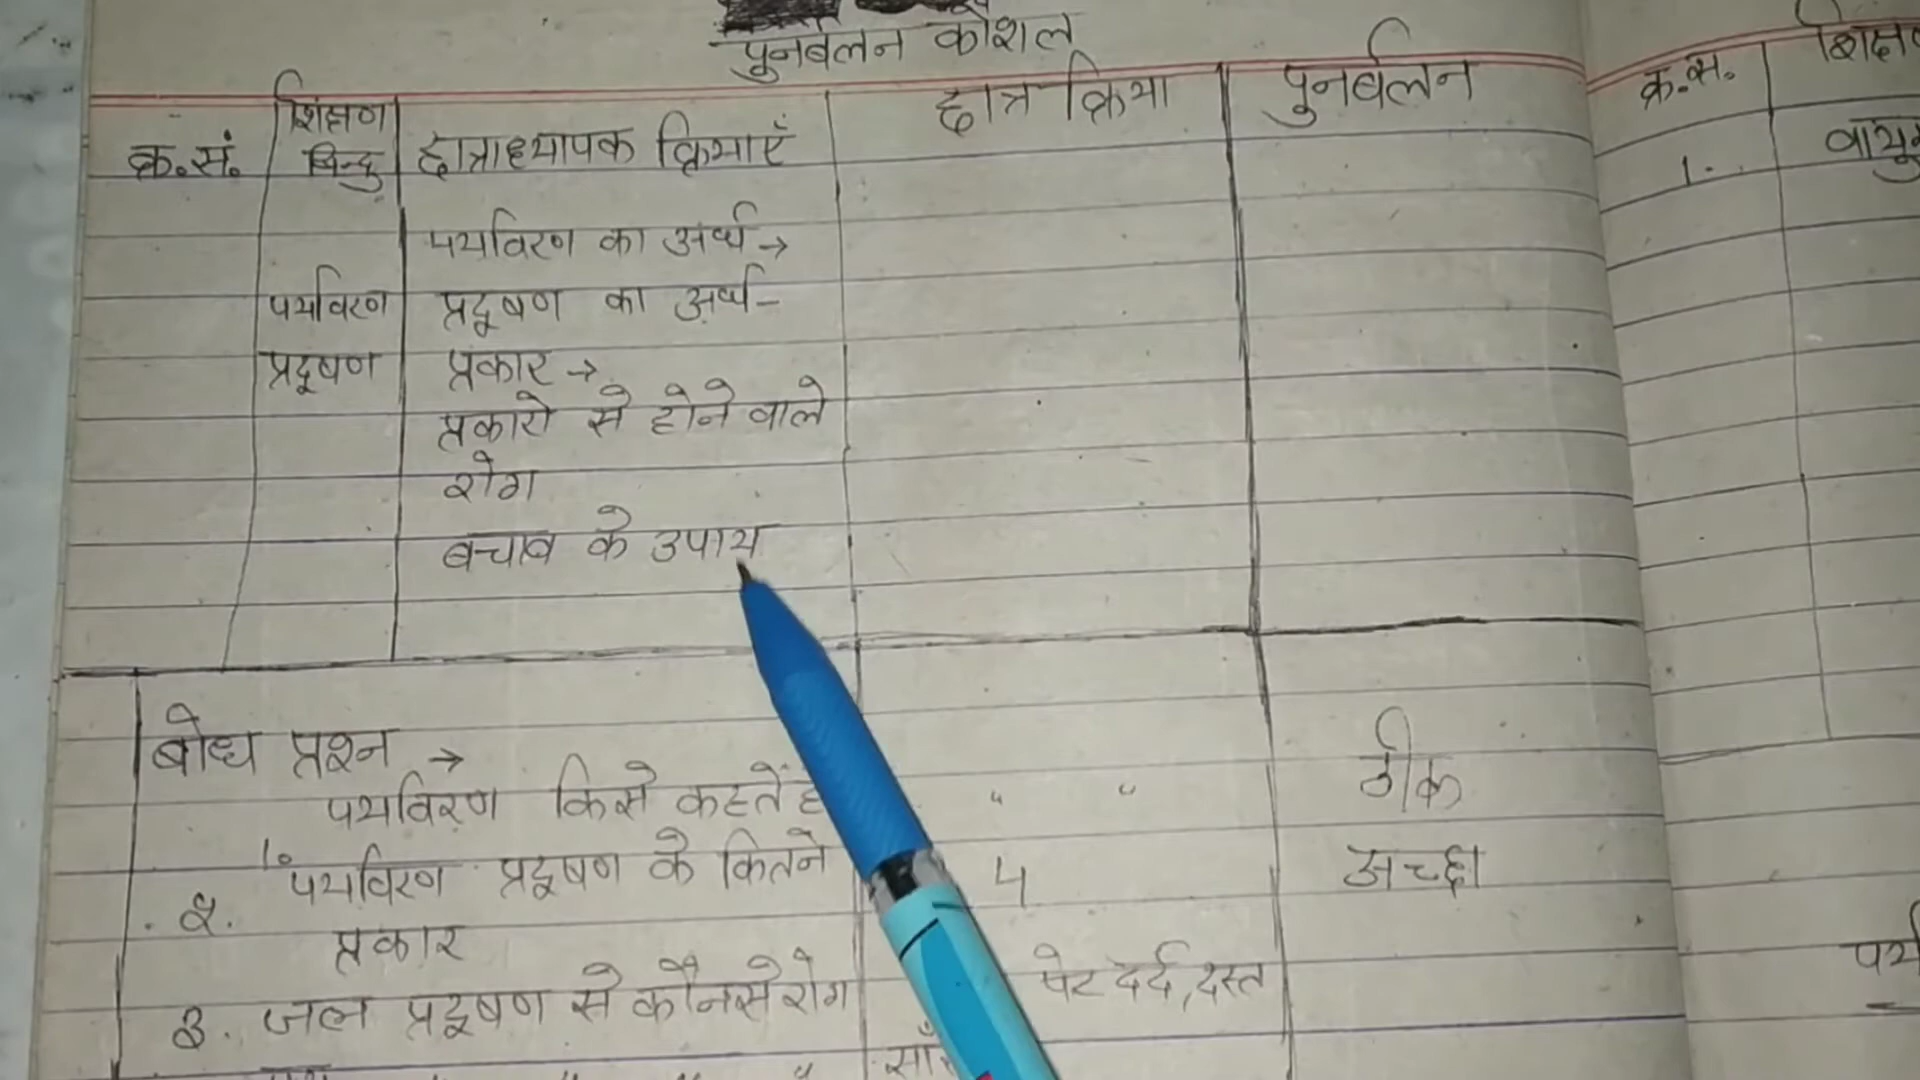 पुनर्बलन कौशल
क्र.सं. शिक्षण बिन्दु छात्राध्यापक क्रियाएँ छात्र क्रिया पुनर्बलन
पर्यावरण का अर्थ →
पर्यावरण प्रदूषण का अर्थ-
प्रदूषण प्रकार →
प्रकारो से होने वाले
रोग
बचाव के उपाय
बोध प्रश्न →
1. पर्यावरण किसे कहतें " " ठीक
2. पर्यावरण प्रदूषण के कितने 4 अच्छा
प्रकार
3. जल प्रदूषण से कौनसे रोग पेट दर्द, दस्त
क्र.स.
1.